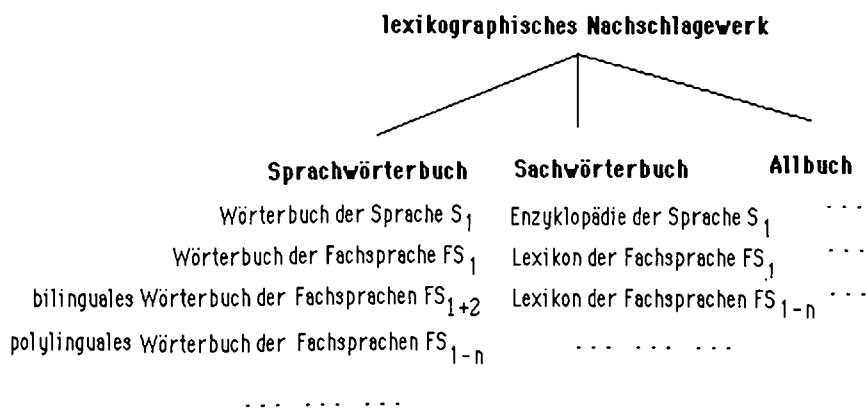 lexikographisches Nachschlagewerk
Sprachwörterbuch Sachwörterbuch Allbuch
Wörterbuch der Sprache S1 Enzyklopädie der Sprache S1 . . .
Wörterbuch der Fachsprache FS1 Lexikon der Fachsprache FS1 . . .
bilinguales Wörterbuch der Fachsprachen FS1+2 Lexikon der Fachsprachen FS1-n . . .
polylinguales Wörterbuch der Fachsprachen FS1-n . . . . . . . . .
. . . . . . . . .